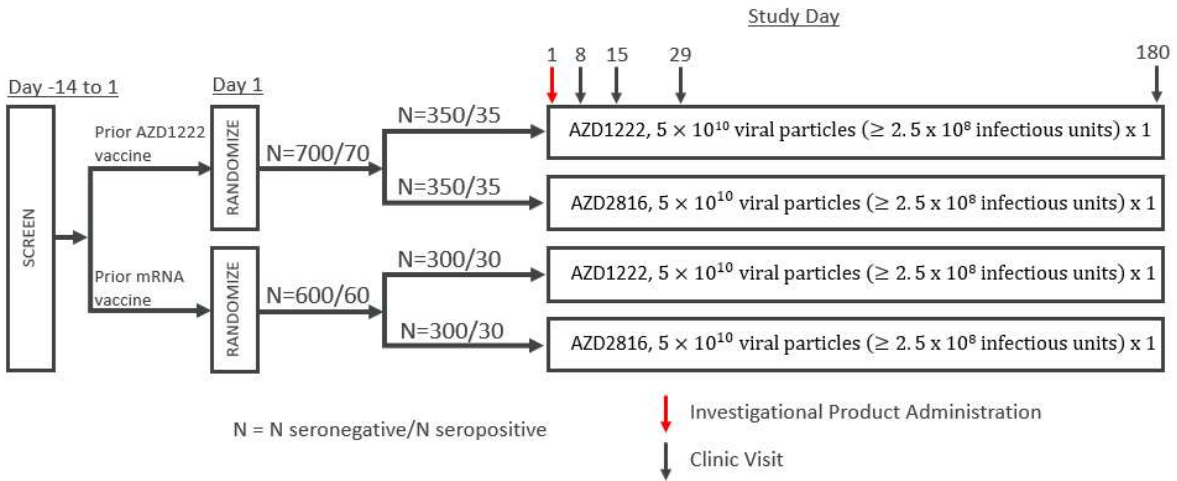 Study Day
1 8 15 29 180
Day -14 to 1
Day 1
SCREEN
Prior AZD1222
vaccine
RANDOMIZE
N=700/70
N=350/35
AZD1222, 5 × 10¹⁰ viral particles (≥ 2.5 x 10⁸ infectious units) x 1
N=350/35
AZD2816, 5 × 10¹⁰ viral particles (≥ 2.5 x 10⁸ infectious units) x 1
Prior mRNA
vaccine
RANDOMIZE
N=600/60
N=300/30
AZD1222, 5 × 10¹⁰ viral particles (≥ 2.5 x 10⁸ infectious units) x 1
N=300/30
AZD2816, 5 × 10¹⁰ viral particles (≥ 2.5 x 10⁸ infectious units) x 1
N = N seronegative/N seropositive
Investigational Product Administration
Clinic Visit